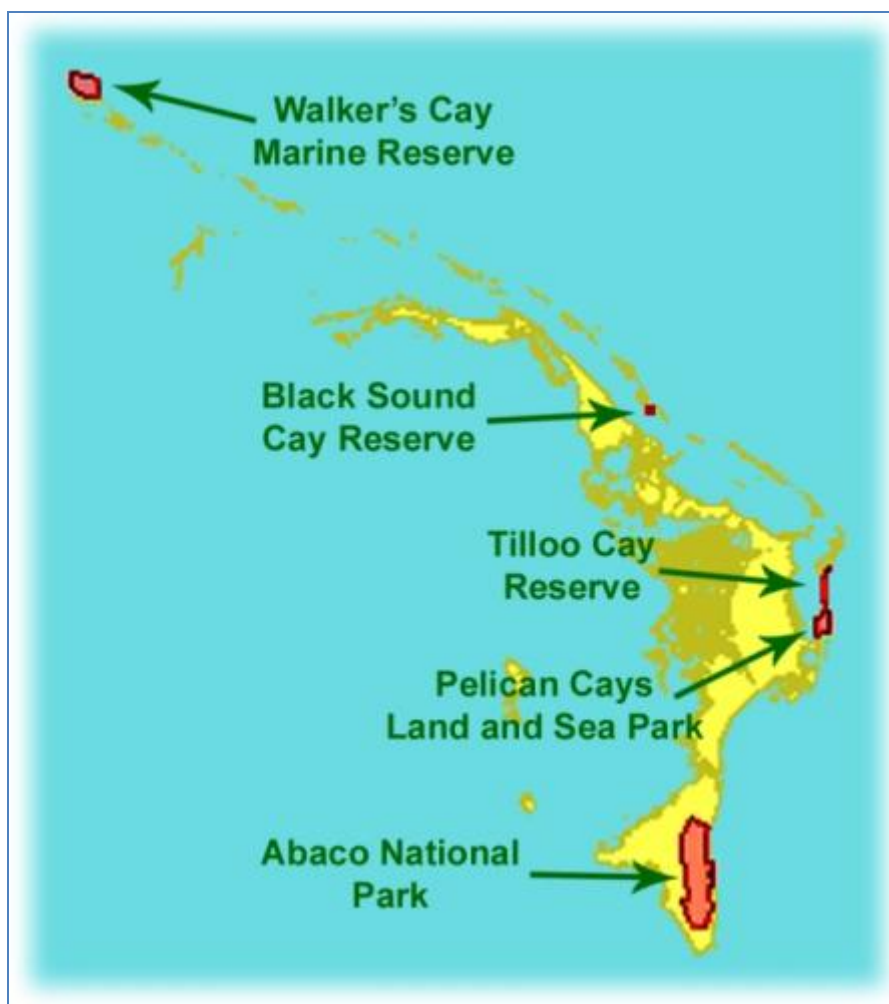 Walker's Cay
Marine Reserve
Black Sound
Cay Reserve
Tilloo Cay
Reserve
Pelican Cays
Land and Sea Park
Abaco National
Park